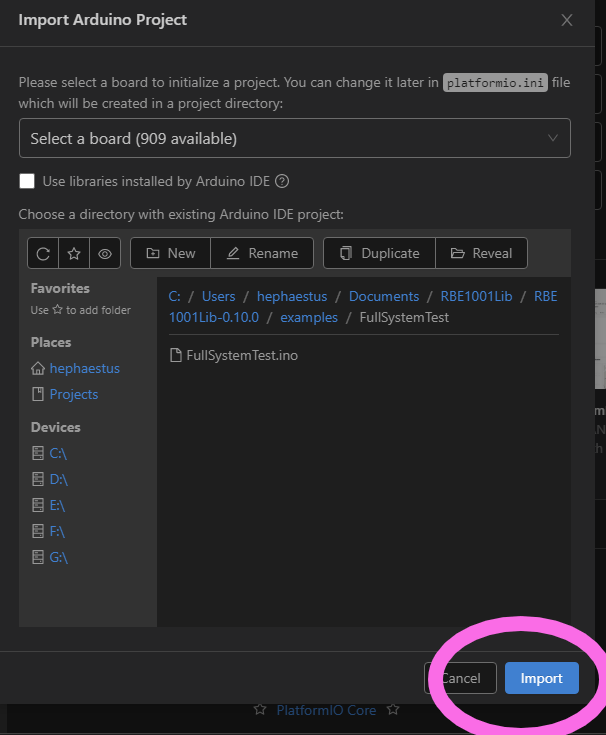 Import Arduino Project
Please select a board to initialize a project. You can change it later in platformio.ini file
which will be created in a project directory:
Select a board (909 available)
Use libraries installed by Arduino IDE
Choose a directory with existing Arduino IDE project:
New Rename Duplicate Reveal
Favorites
Use ☆ to add folder
Places
hephaestus
Projects
Devices
C:\
D:\
E:\
F:\
G:\
C: / Users / hephaestus / Documents / RBE1001Lib / RBE
1001Lib-0.10.0 / examples / FullSystemTest
FullSystemTest.ino
Cancel Import
PlatformIO Core